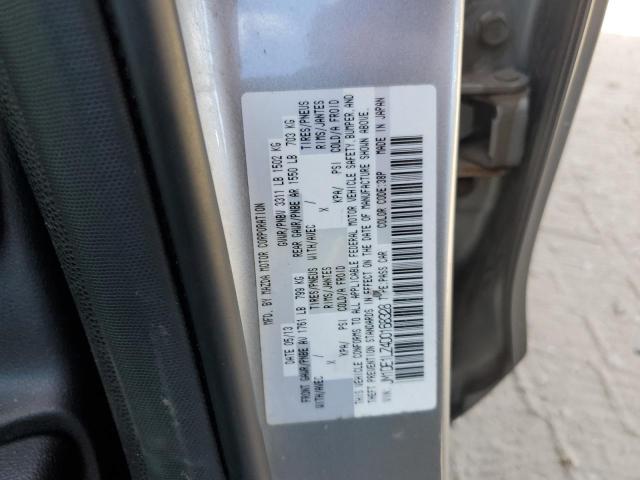 MFD. BY MAZDA MOTOR CORPORATION
DATE 05/13 GVWR/PNBV 3311 LB 1502 KG
FRONT GAWR/PNBE AV 1761 LB 799 KG REAR GAWR/PNBE AR 1550 LB 703 KG
WITH/AVEC / TIRES/PNEUS RIMS/JANTES WITH/AVEC / TIRES/PNEUS RIMS/JANTES
X KPA/ PSI COLD/A FROID X KPA/ PSI COLD/A FROID
THIS VEHICLE CONFORMS TO ALL APPLICABLE FEDERAL MOTOR VEHICLE SAFETY, BUMPER, AND
THEFT PREVENTION STANDARDS IN EFFECT ON THE DATE OF MANUFACTURE SHOWN ABOVE.
VIN: JM1DE1LZ4D0168328 TYPE: PASS CAR COLOR CODE: 38P MADE IN JAPAN